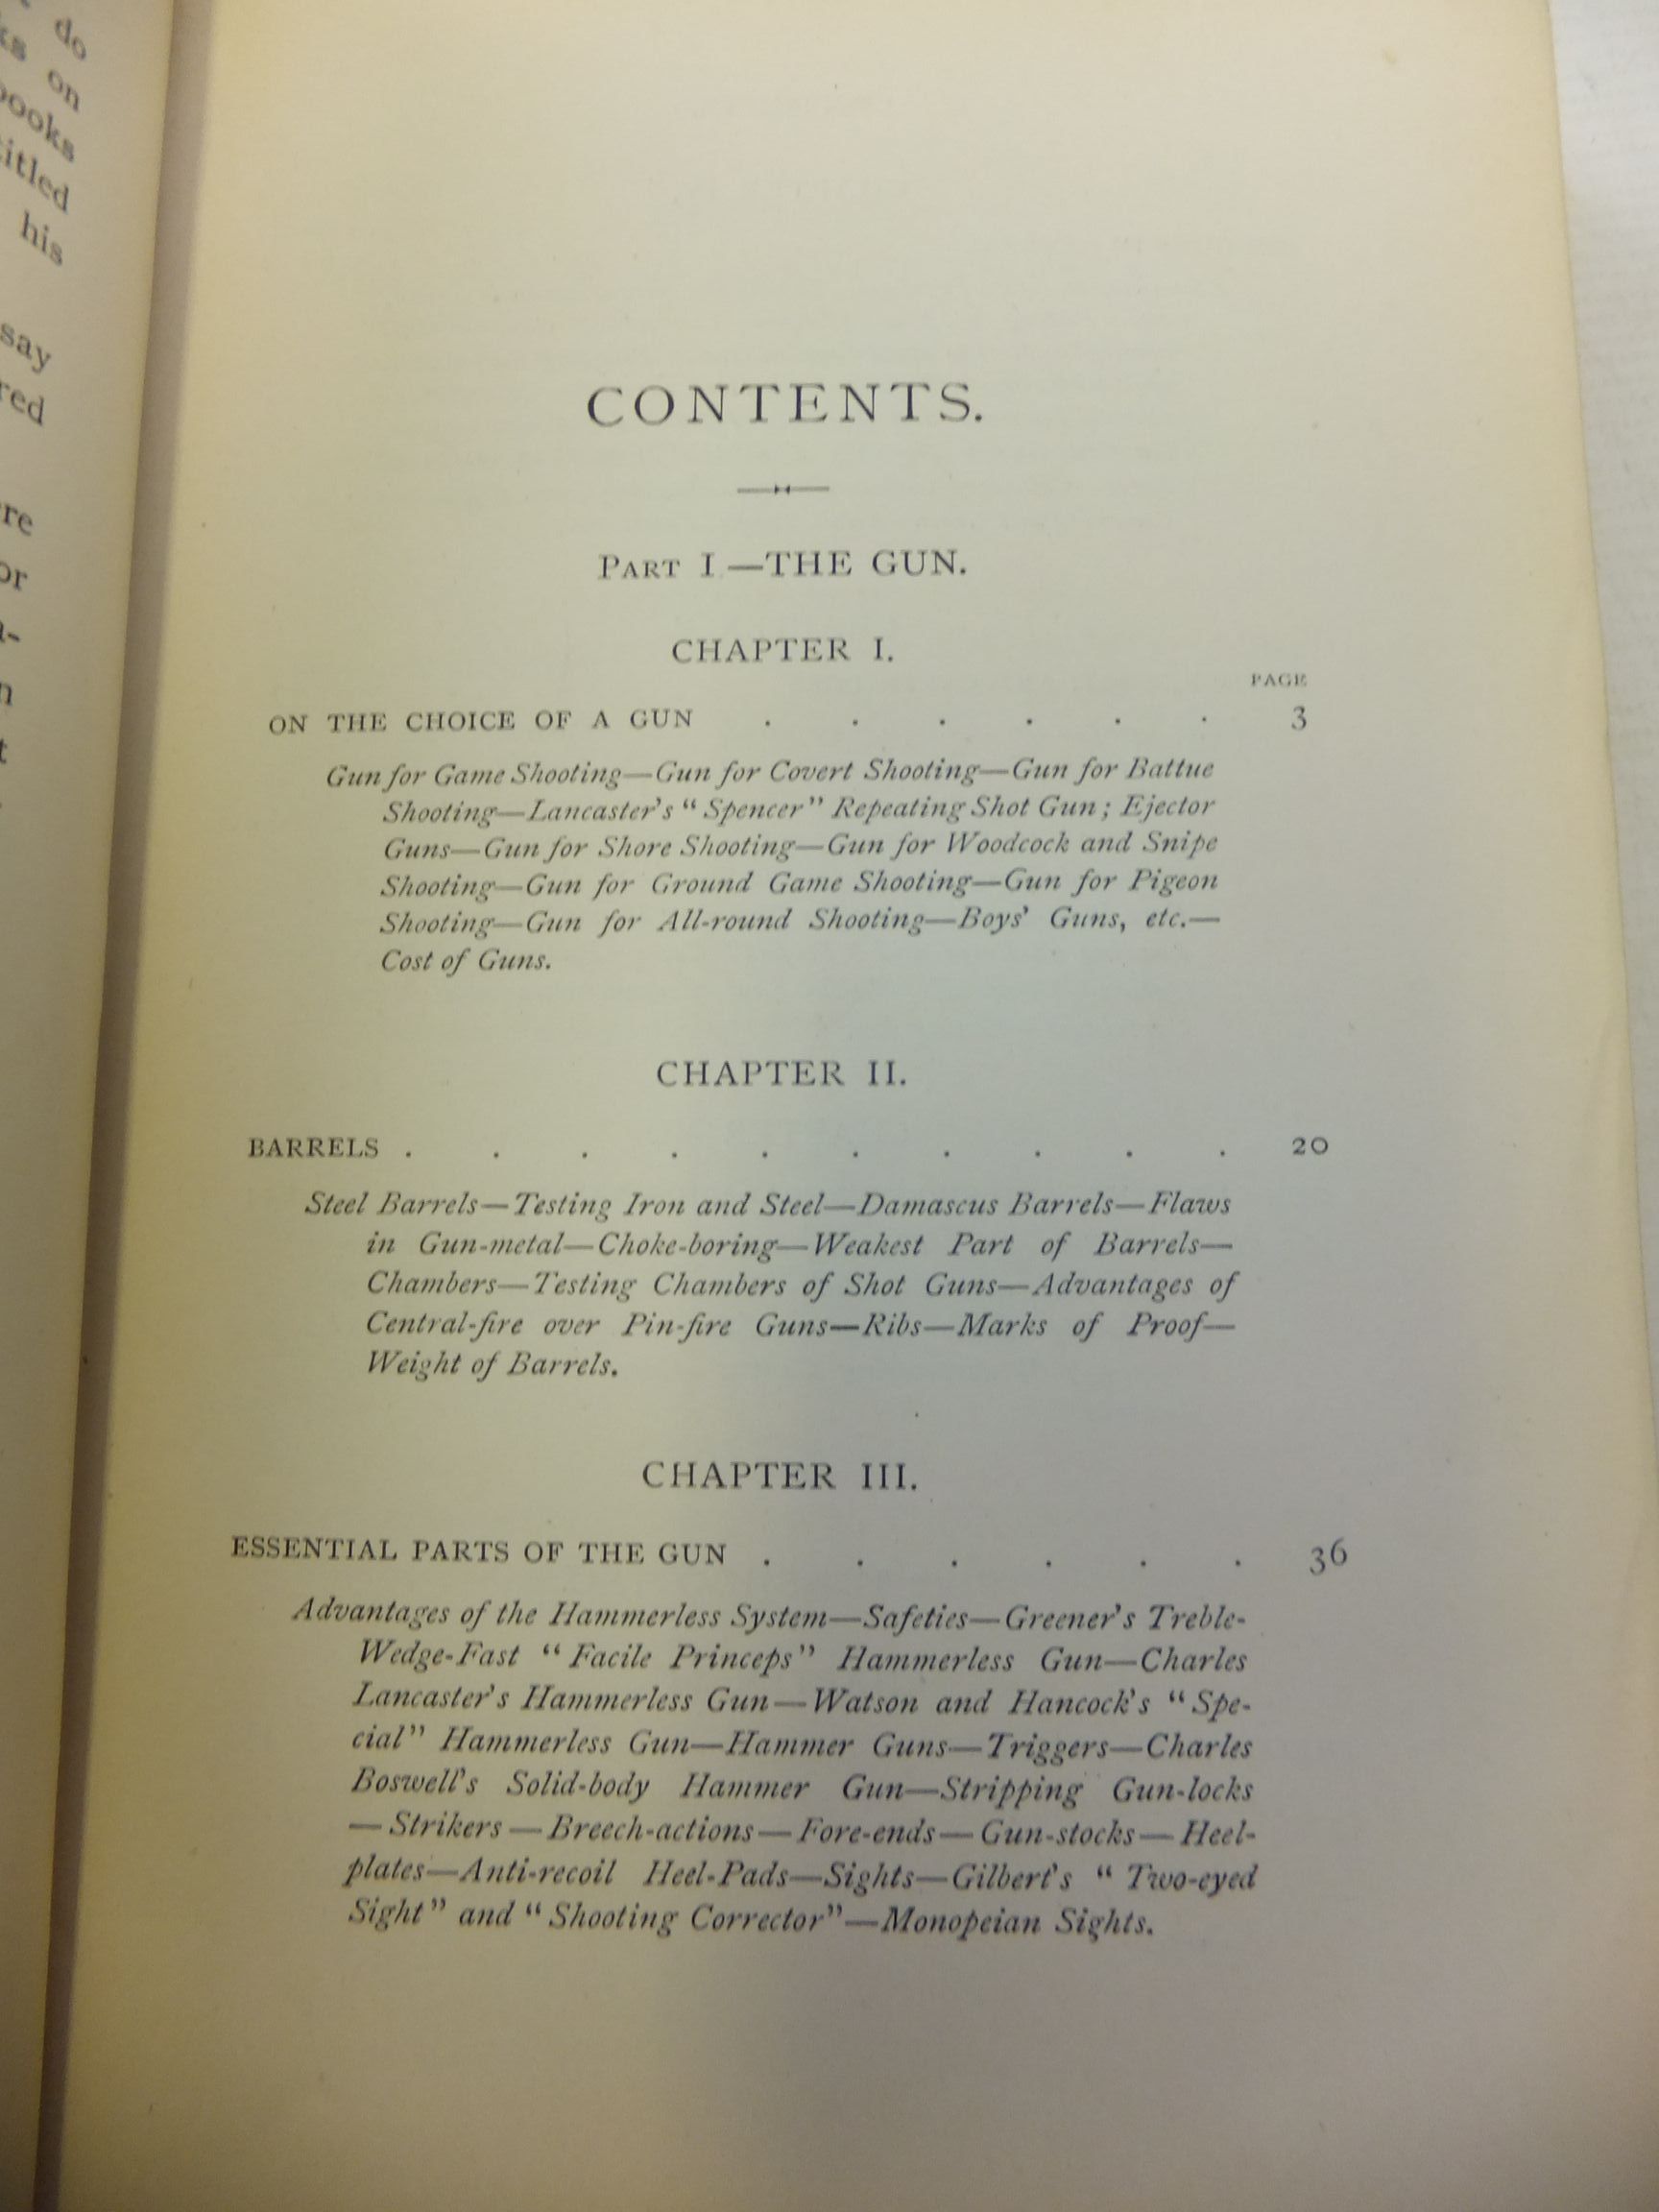 do
on
books
his
say
CONTENTS.
PART I—THE GUN.
CHAPTER I.
PAGE
ON THE CHOICE OF A GUN . . . . . . 3
Gun for Game Shooting—Gun for Covert Shooting—Gun for Battue
Shooting—Lancaster's “Spencer” Repeating Shot Gun; Ejector
Guns—Gun for Shore Shooting—Gun for Woodcock and Snipe
Shooting—Gun for Ground Game Shooting—Gun for Pigeon
Shooting—Gun for All-round Shooting—Boys' Guns, etc.—
Cost of Guns.
CHAPTER II.
BARRELS . . . . . . . . . . 20
Steel Barrels—Testing Iron and Steel—Damascus Barrels—Flaws
in Gun-metal—Choke-boring—Weakest Part of Barrels—
Chambers—Testing Chambers of Shot Guns—Advantages of
Central-fire over Pin-fire Guns—Ribs—Marks of Proof—
Weight of Barrels.
CHAPTER III.
ESSENTIAL PARTS OF THE GUN . . . . . . 36
Advantages of the Hammerless System—Safeties—Greener's Treble-
Wedge-Fast “Facile Princeps” Hammerless Gun—Charles
Lancaster's Hammerless Gun—Watson and Hancock's “Spe-
cial” Hammerless Gun—Hammer Guns—Triggers—Charles
Boswell's Solid-body Hammer Gun—Stripping Gun-locks
—Strikers—Breech-actions—Fore-ends—Gun-stocks—Heel-
plates—Anti-recoil Heel-Pads—Sights—Gilbert's “Two-eyed
Sight” and “Shooting Corrector”—Monopeian Sights.